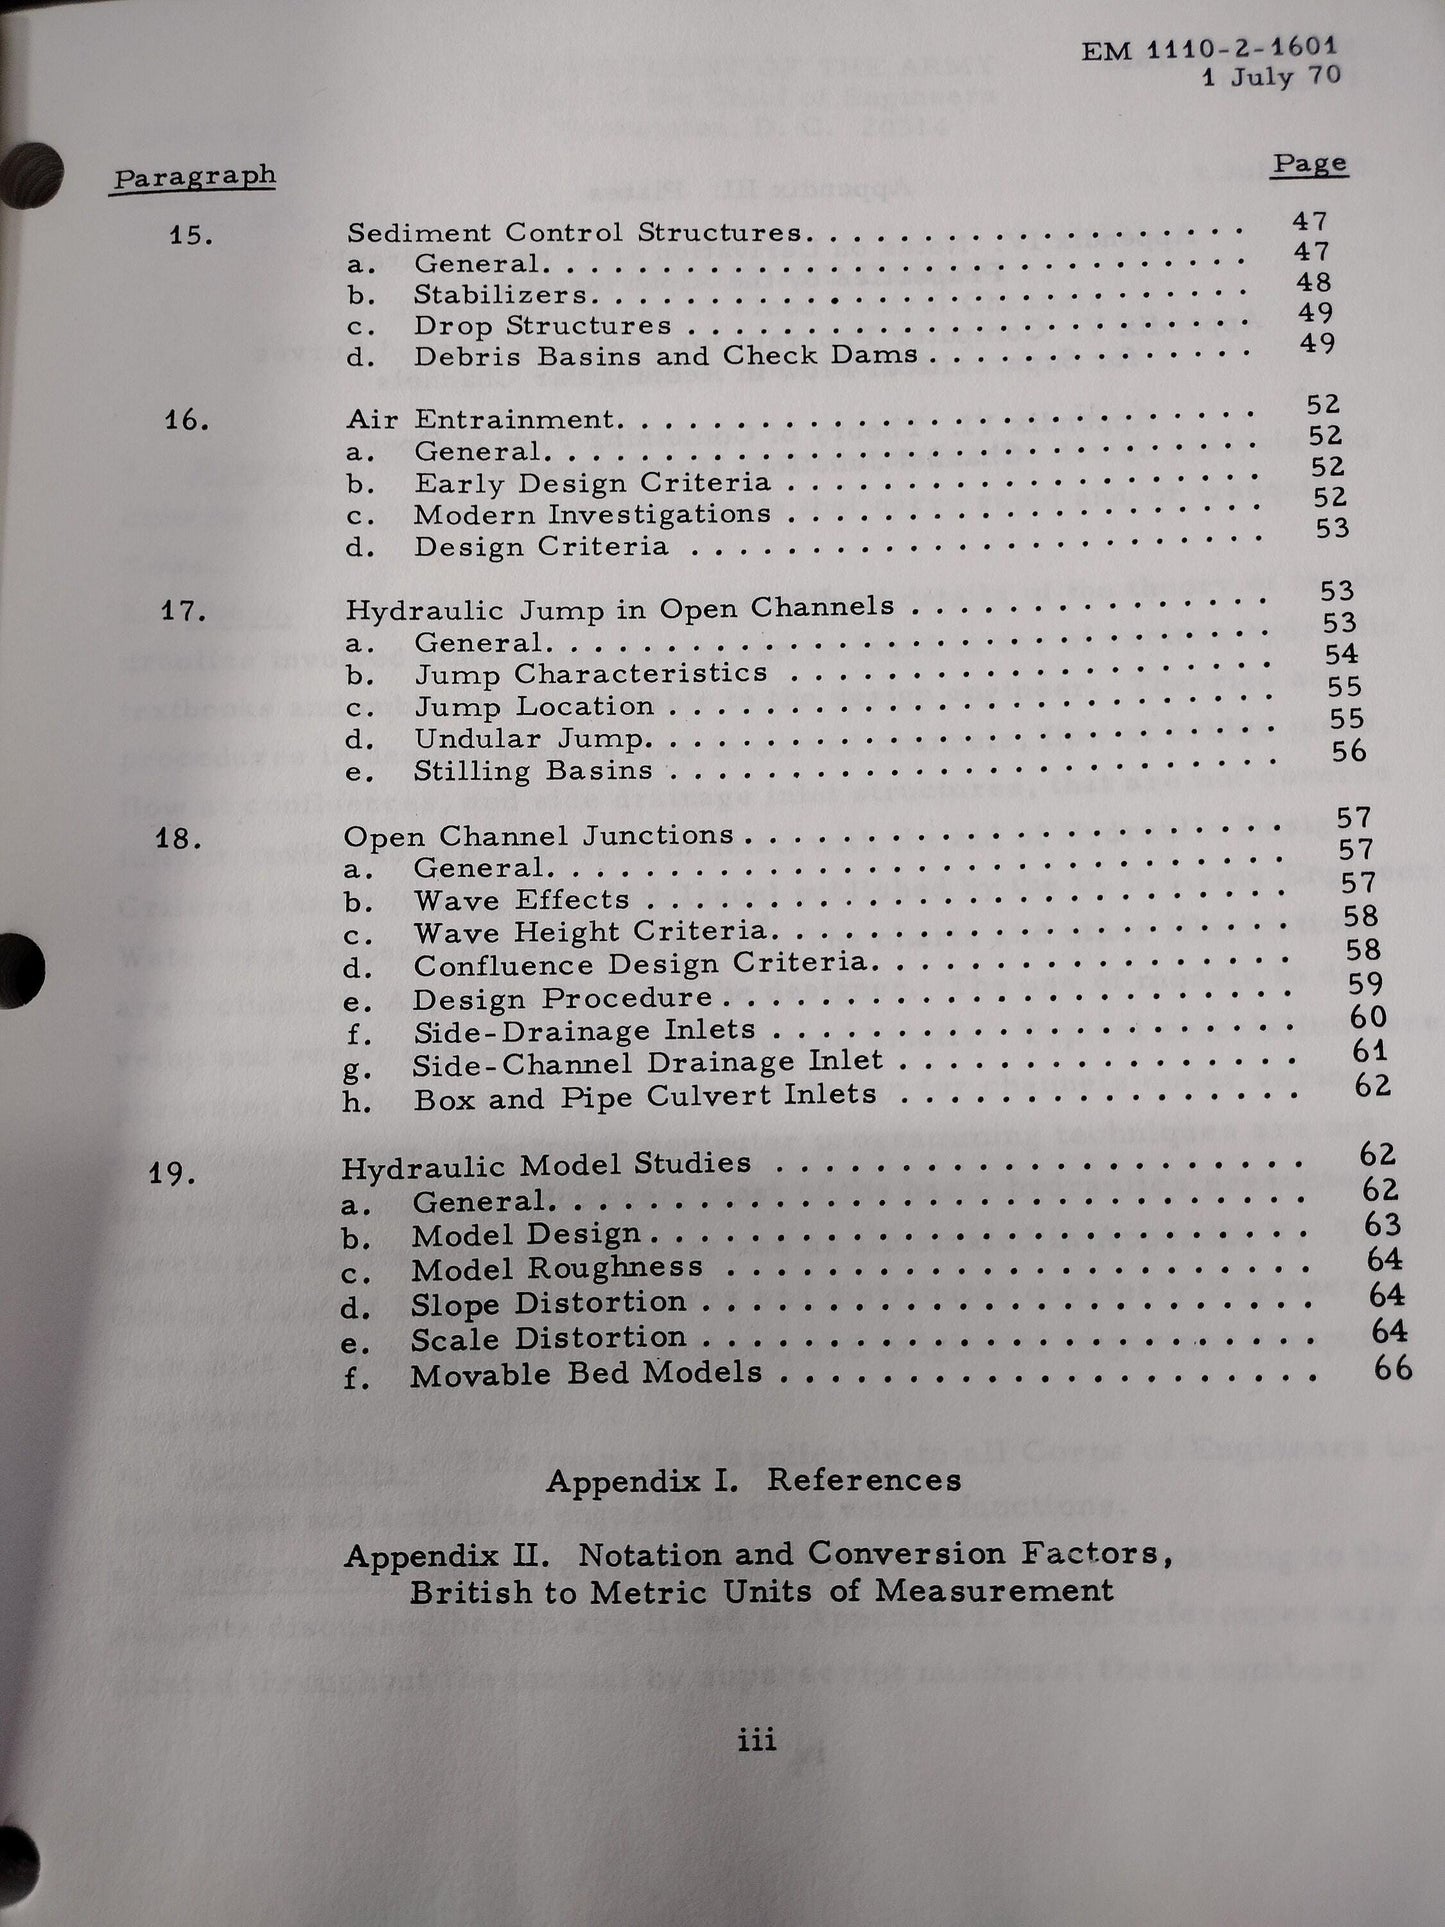 EM 1110-2-1601
1 July 70
Paragraph Page
15. Sediment Control Structures. . . . . . . . . . . . . . . . . . . 47
a. General. . . . . . . . . . . . . . . . . . . . . . . . . . . . . 47
b. Stabilizers. . . . . . . . . . . . . . . . . . . . . . . . . . . 48
c. Drop Structures . . . . . . . . . . . . . . . . . . . . . . . . 49
d. Debris Basins and Check Dams . . . . . . . . . . . . . . 49
16. Air Entrainment. . . . . . . . . . . . . . . . . . . . . . . . . . 52
a. General. . . . . . . . . . . . . . . . . . . . . . . . . . . . . 52
b. Early Design Criteria . . . . . . . . . . . . . . . . . . . . 52
c. Modern Investigations . . . . . . . . . . . . . . . . . . . . 52
d. Design Criteria . . . . . . . . . . . . . . . . . . . . . . . . 53
17. Hydraulic Jump in Open Channels . . . . . . . . . . . . . . . 53
a. General. . . . . . . . . . . . . . . . . . . . . . . . . . . . . 53
b. Jump Characteristics . . . . . . . . . . . . . . . . . . . . 54
c. Jump Location . . . . . . . . . . . . . . . . . . . . . . . . . 55
d. Undular Jump. . . . . . . . . . . . . . . . . . . . . . . . . . 55
e. Stilling Basins . . . . . . . . . . . . . . . . . . . . . . . . . 56
18. Open Channel Junctions . . . . . . . . . . . . . . . . . . . . . . 57
a. General. . . . . . . . . . . . . . . . . . . . . . . . . . . . . . 57
b. Wave Effects . . . . . . . . . . . . . . . . . . . . . . . . . . 57
c. Wave Height Criteria. . . . . . . . . . . . . . . . . . . . . 58
d. Confluence Design Criteria. . . . . . . . . . . . . . . . . 58
e. Design Procedure . . . . . . . . . . . . . . . . . . . . . . . 59
f. Side-Drainage Inlets . . . . . . . . . . . . . . . . . . . . . 60
g. Side-Channel Drainage Inlet . . . . . . . . . . . . . . . . 61
h. Box and Pipe Culvert Inlets . . . . . . . . . . . . . . . . 62
19. Hydraulic Model Studies . . . . . . . . . . . . . . . . . . . . . 62
a. General. . . . . . . . . . . . . . . . . . . . . . . . . . . . . . 62
b. Model Design . . . . . . . . . . . . . . . . . . . . . . . . . . 63
c. Model Roughness . . . . . . . . . . . . . . . . . . . . . . . 64
d. Slope Distortion . . . . . . . . . . . . . . . . . . . . . . . . 64
e. Scale Distortion . . . . . . . . . . . . . . . . . . . . . . . . 64
f. Movable Bed Models . . . . . . . . . . . . . . . . . . . . . 66
Appendix I. References
Appendix II. Notation and Conversion Factors,
British to Metric Units of Measurement
iii